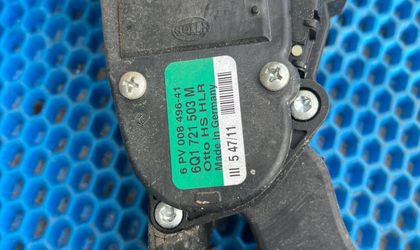 HELLA
6 PV 008 496-41
6Q1 721 503 M
Otto HS HLR
Made in Germany
III 5 47/11